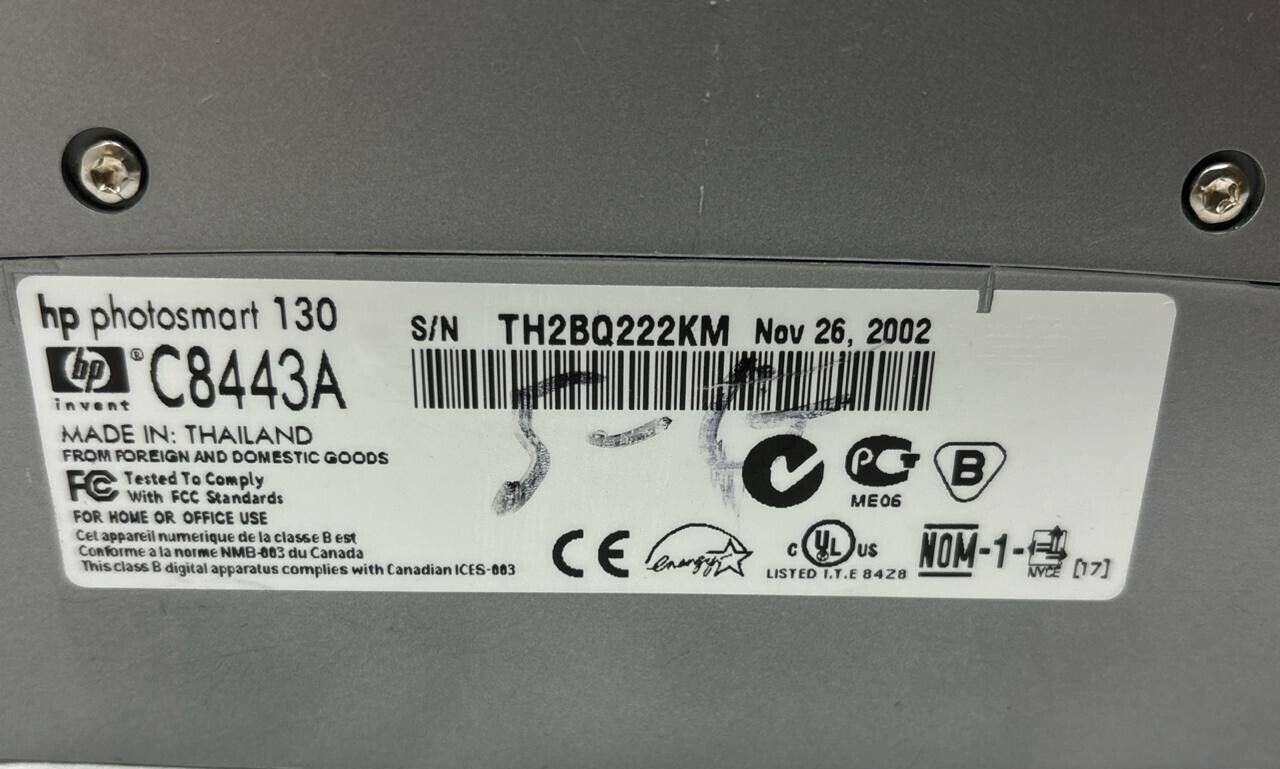 hp photosmart 130
hp ® C8443A
invent
S/N TH2BQ222KM Nov 26, 2002
MADE IN: THAILAND
FROM FOREIGN AND DOMESTIC GOODS
FC Tested To Comply
With FCC Standards
FOR HOME OR OFFICE USE
Cet appareil numerique de la classe B est
Conforme a la norme NMB-003 du Canada
This class B digital apparatus complies with Canadian ICES-003
PCT
ME06
B
CE
energy
C UL US
LISTED I.T.E 84Z8
NOM-1-
NYCE [17]